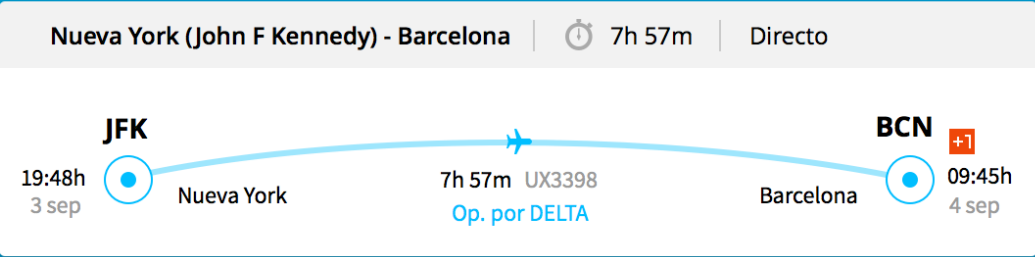 Nueva York (John F Kennedy) - Barcelona 7h 57m Directo
JFK BCN +1
19:48h 7h 57m UX3398 09:45h
3 sep Nueva York Barcelona 4 sep
Op. por DELTA